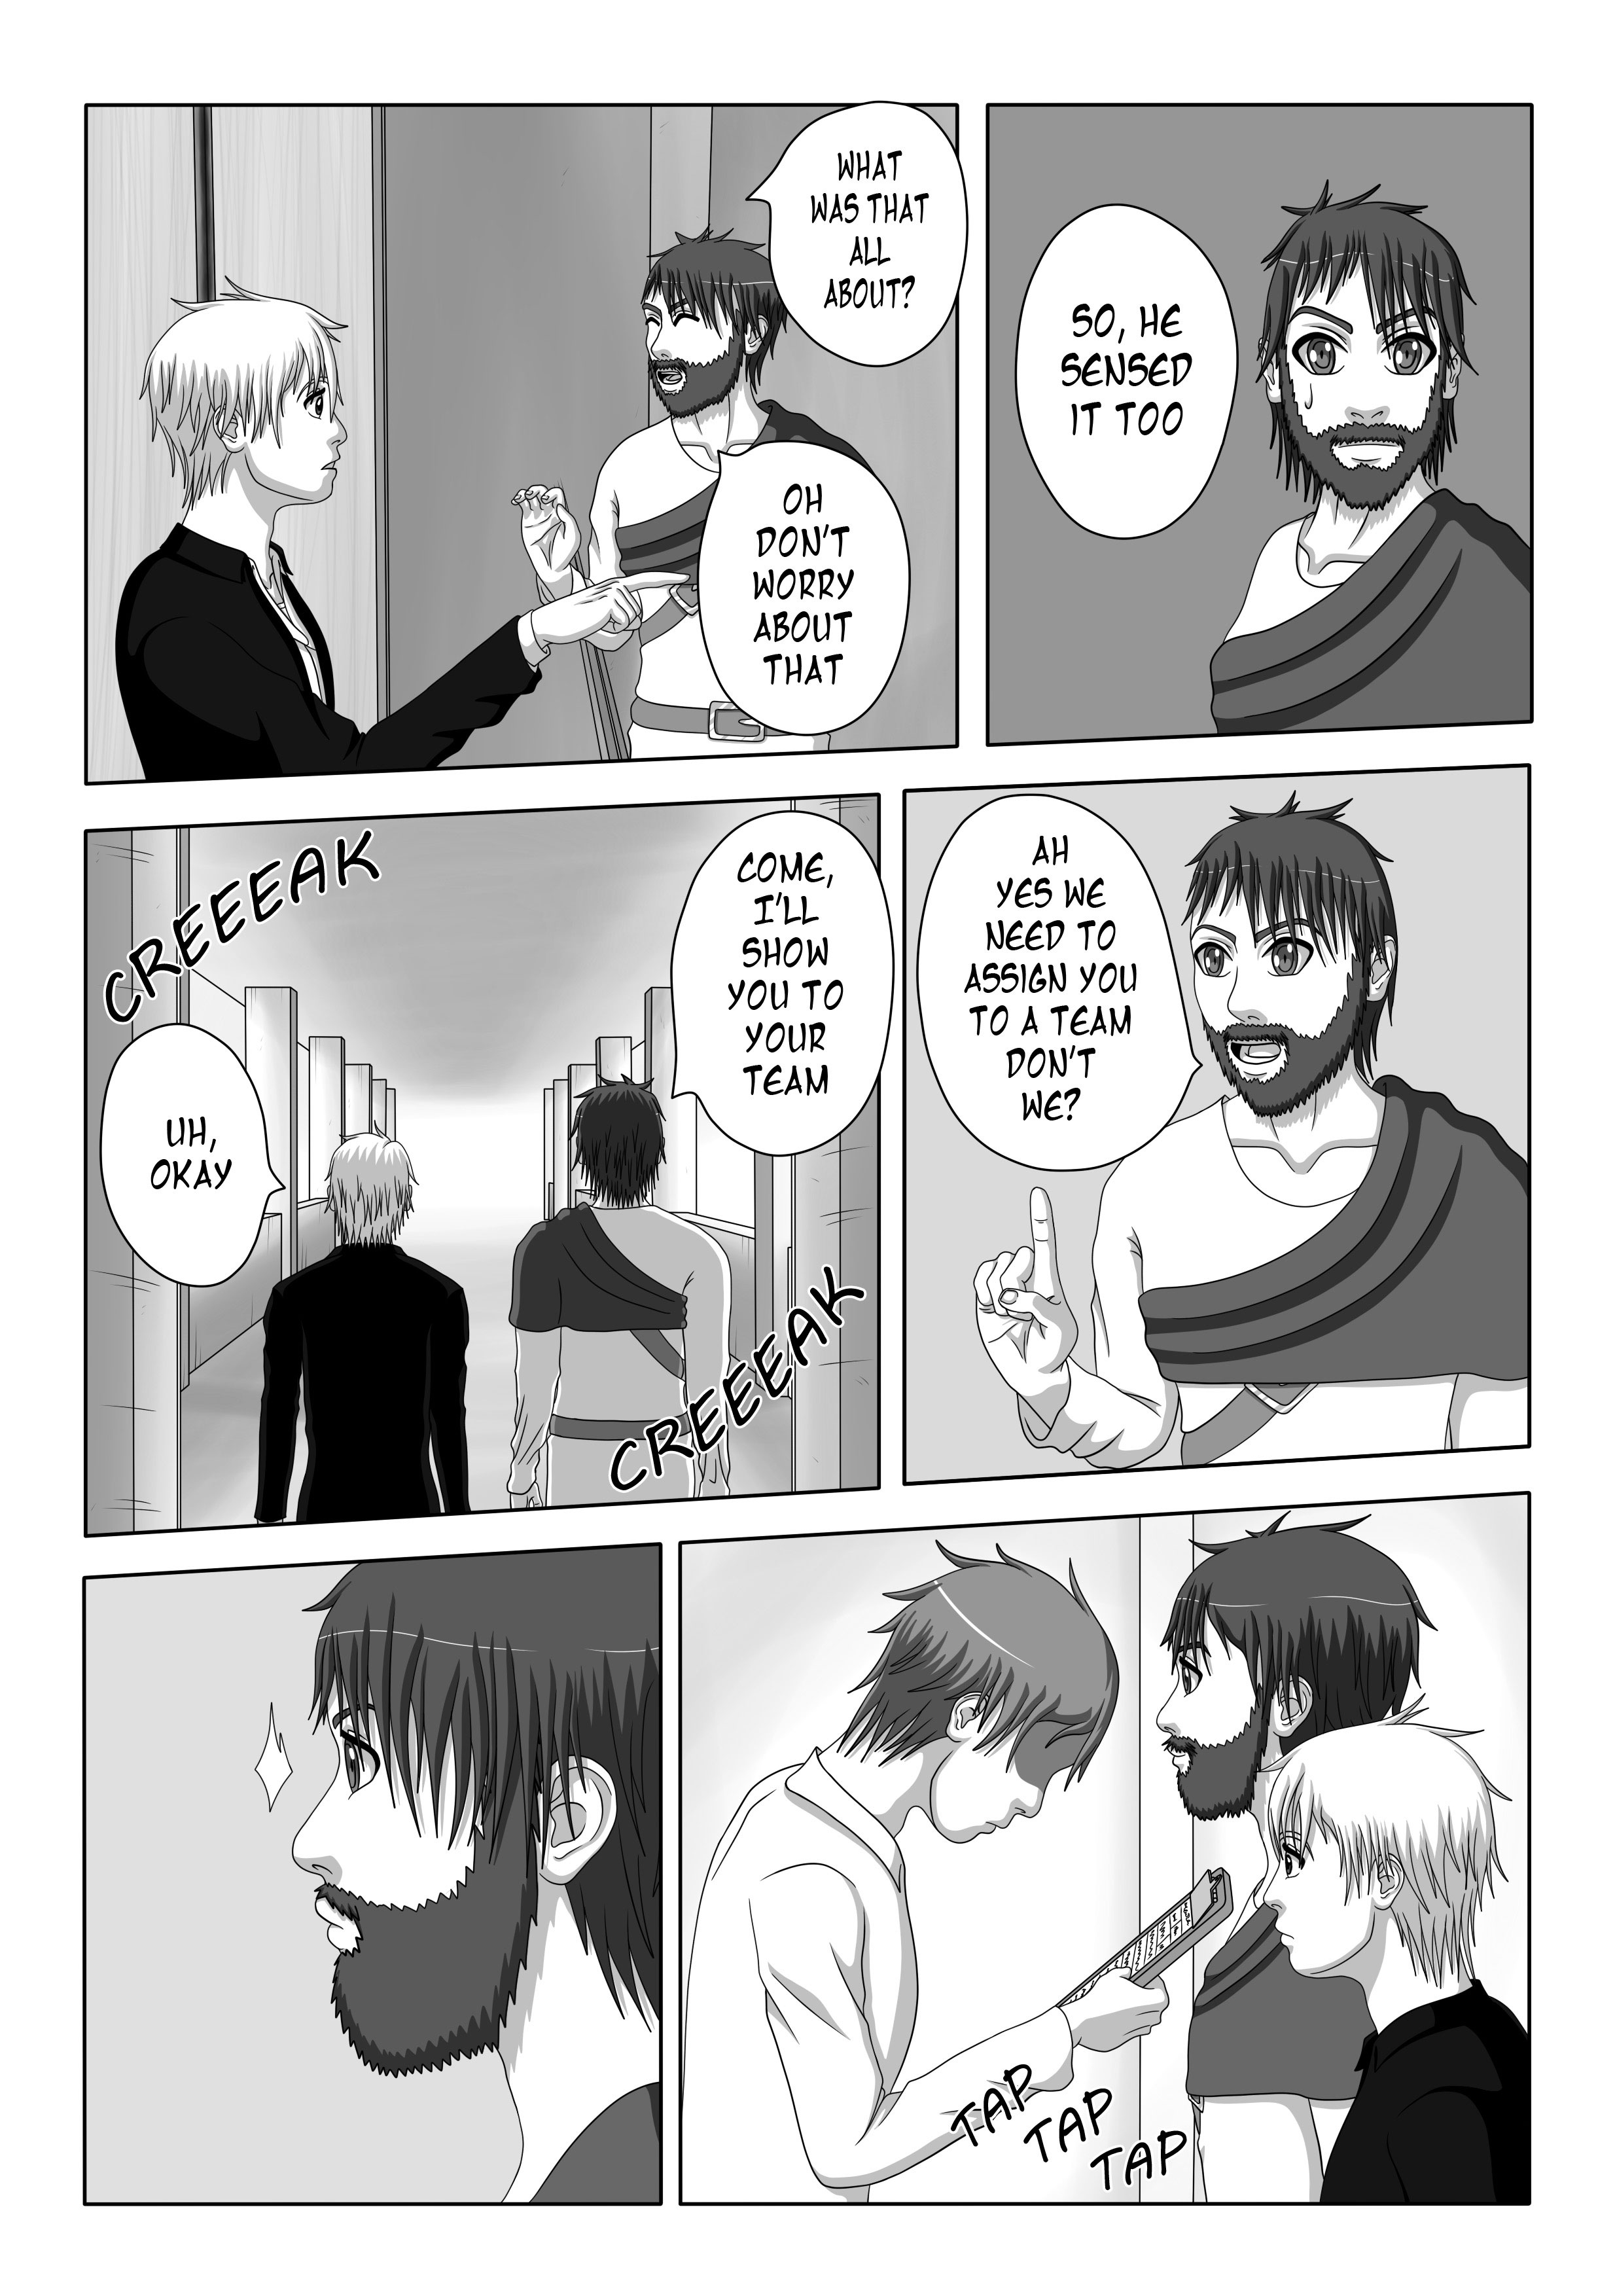 SO, HE
SENSED
IT TOO
WHAT
WAS THAT
ALL
ABOUT?
OH
DON'T
WORRY
ABOUT
THAT
AH
YES WE
NEED TO
ASSIGN YOU
TO A TEAM
DON'T
WE?
COME,
I'LL
SHOW
YOU TO
YOUR
TEAM
CREEEAK
UH,
OKAY
CREEEAK
TAP
TAP
TAP